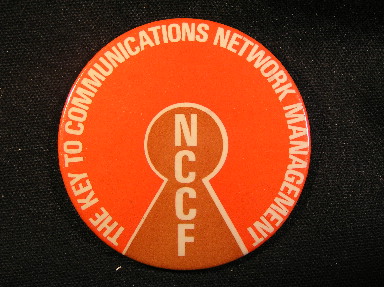 THE KEY TO COMMUNICATIONS NETWORK MANAGEMENT
NCCF